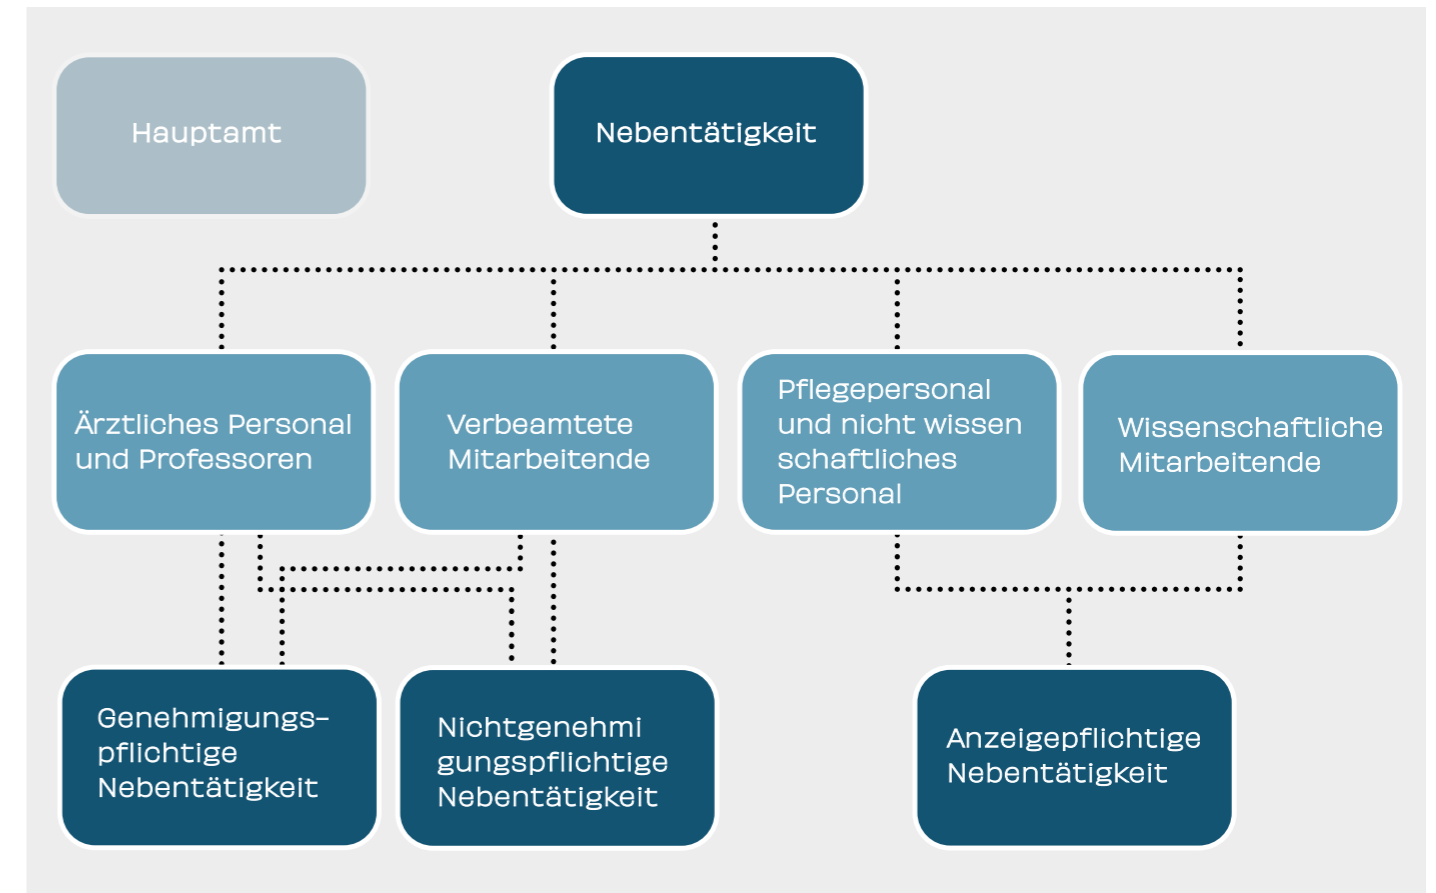 Hauptamt
Nebentätigkeit
Ärztliches Personal
und Professoren
Verbeamtete
Mitarbeitende
Pflegepersonal
und nicht wissen
schaftliches
Personal
Wissenschaftliche
Mitarbeitende
Genehmigungs-
pflichtige
Nebentätigkeit
Nichtgenehmi
gungspflichtige
Nebentätigkeit
Anzeigepflichtige
Nebentätigkeit